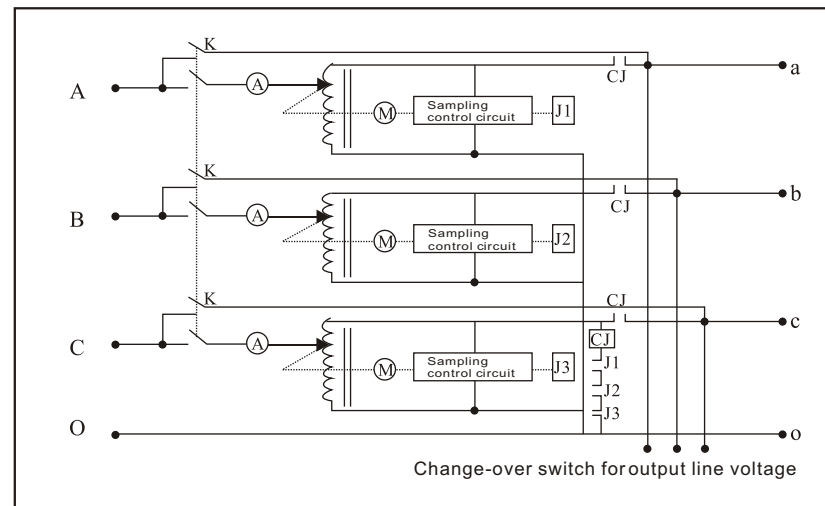 K
CJ
a
A
A
M
Sampling
control circuit
J1
K
CJ
b
B
A
M
Sampling
control circuit
J2
K
CJ
c
C
A
M
Sampling
control circuit
J3
CJ
J1
J2
J3
O
o
Change-over switch for output line voltage